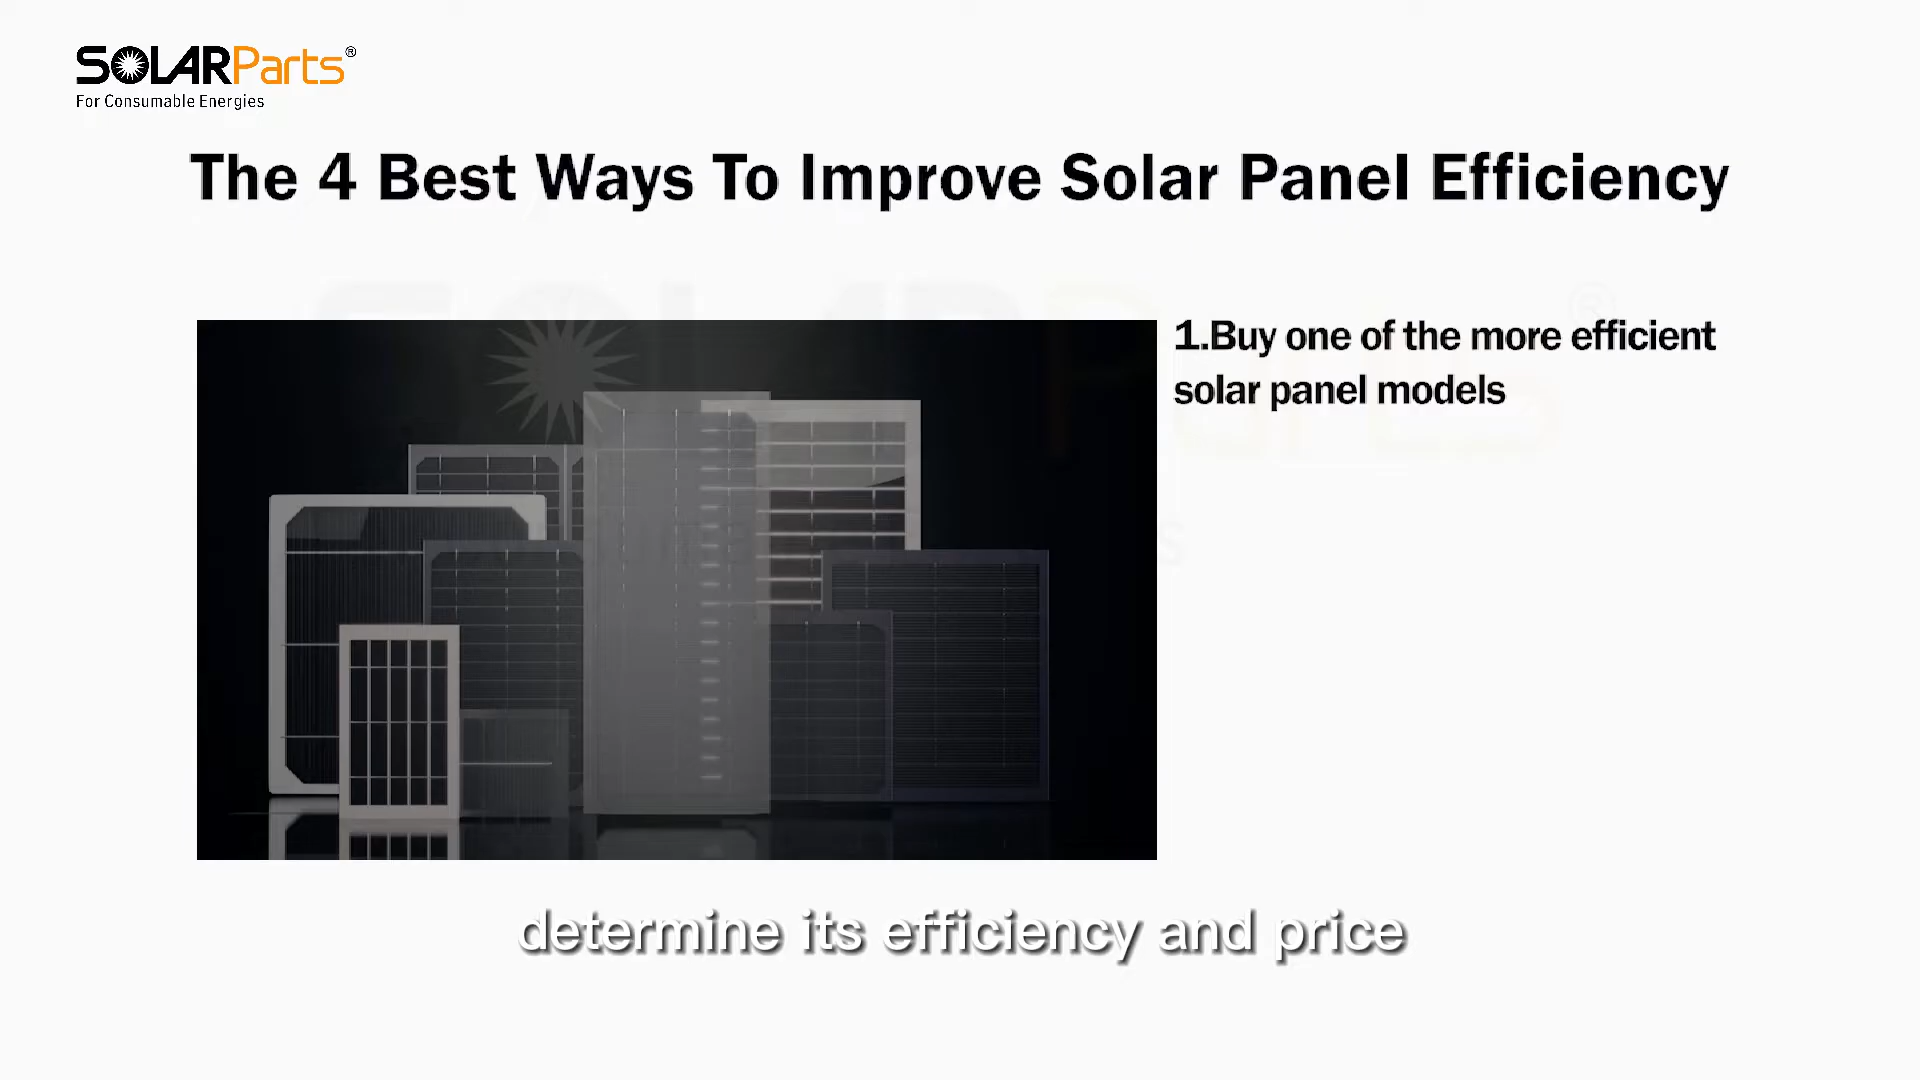 SOLARParts®
For Consumable Energies
The 4 Best Ways To Improve Solar Panel Efficiency
1.Buy one of the more efficient
solar panel models
determine its efficiency and price